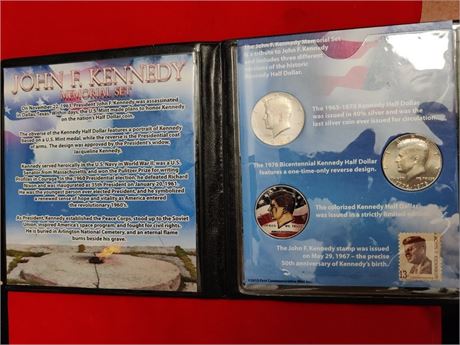 JOHN F. KENNEDY
MEMORIAL SET
On November 22, 1963, President John F. Kennedy was assassinated
in Dallas, Texas. Within days, the U.S. Mint made plans to honor Kennedy
on the nation's Half Dollar coin.
The obverse of the Kennedy Half Dollar features a portrait of Kennedy
based on a U.S. Mint medal, while the reverse is the Presidential coat
of arms. The design was approved by the President's widow,
Jacqueline Kennedy.
Kennedy served heroically in the U.S. Navy in World War II, was a U.S.
Senator from Massachusetts, and won the Pulitzer Prize for writing
Profiles in Courage. In the 1960 Presidential election, he defeated Richard
Nixon and was inaugurated as 35th President on January 20, 1961.
He was the youngest person ever elected President, and he symbolized
a renewed sense of hope and vitality as America entered
the revolutionary 1960's.
As President, Kennedy established the Peace Corps, stood up to the Soviet
Union, inspired America's space program, and fought for civil rights.
He is buried at Arlington National Cemetery, and an eternal flame
burns beside his grave.
The John F. Kennedy Memorial Set
is a tribute to John F. Kennedy
and includes three different
versions of the historic
Kennedy Half Dollar.
The 1965-1970 Kennedy Half Dollar
was issued in 40% silver and was the
last silver coin ever issued for circulation.
The 1976 Bicentennial Kennedy Half Dollar
features a one-time-only reverse design.
The colorized Kennedy Half Dollar
was issued in a strictly limited edition.
The John F. Kennedy stamp was issued
on May 29, 1967 – the precise
50th anniversary of Kennedy's birth.
13